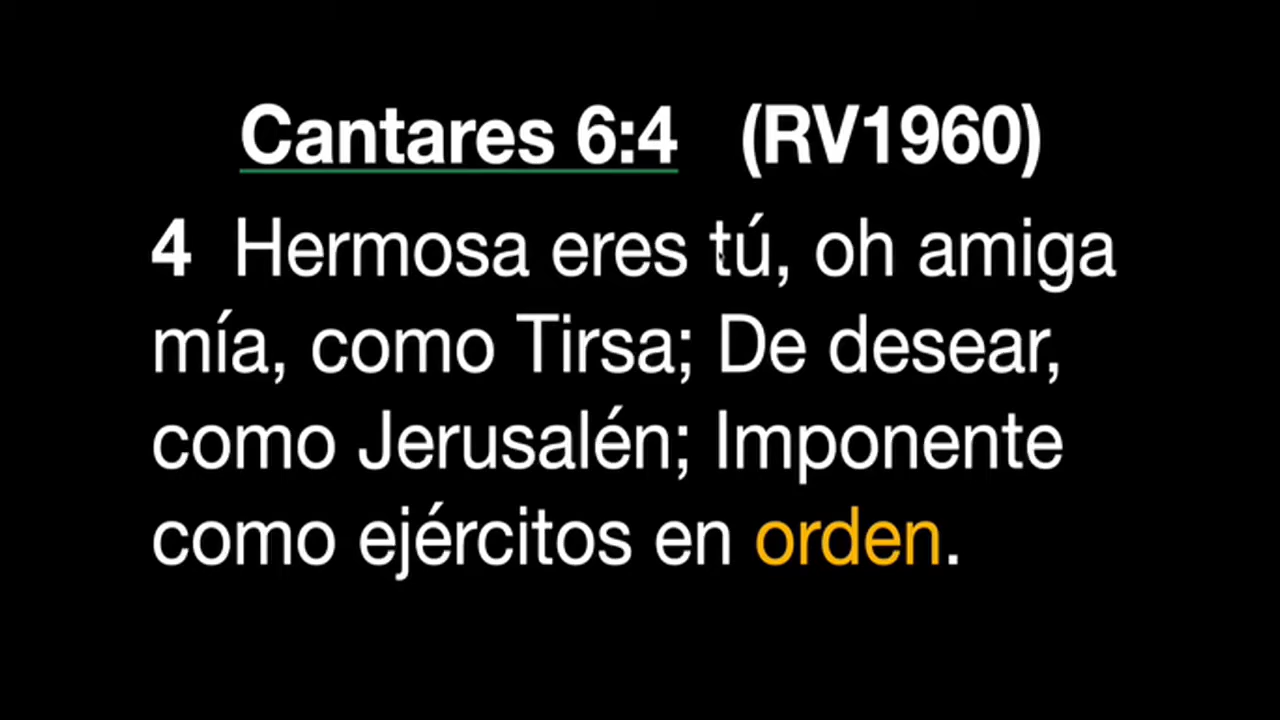 Cantares 6:4 (RV1960)
4 Hermosa eres tú, oh amiga
mía, como Tirsa; De desear,
como Jerusalén; Imponente
como ejércitos en orden.